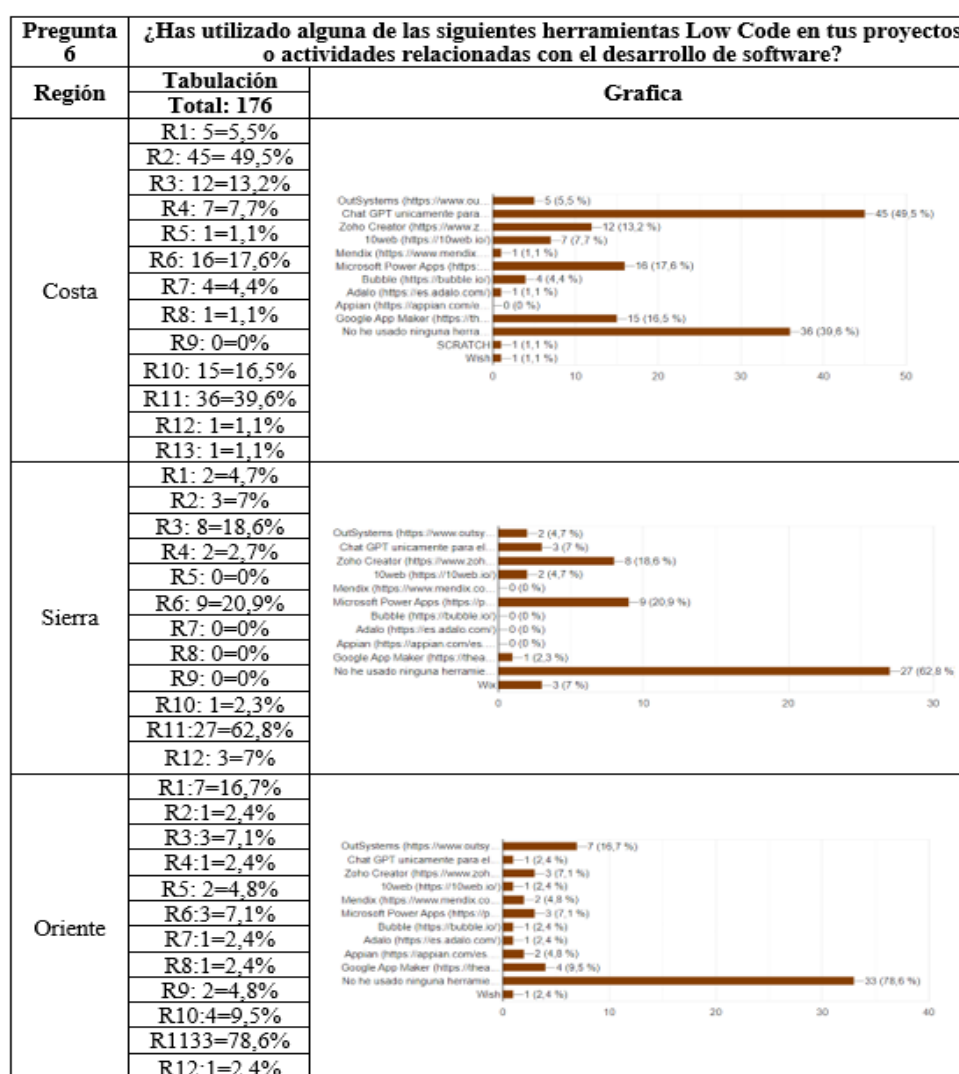 Pregunta 6
¿Has utilizado alguna de las siguientes herramientas Low Code en tus proyectos
o actividades relacionadas con el desarrollo de software?
Región
Tabulación
Total: 176
Grafica
Costa
R1: 5=5,5%
R2: 45= 49,5%
R3: 12=13,2%
R4: 7=7,7%
R5: 1=1,1%
R6: 16=17,6%
R7: 4=4,4%
R8: 1=1,1%
R9: 0=0%
R10: 15=16,5%
R11: 36=39,6%
R12: 1=1,1%
R13: 1=1,1%
OutSystems (https://www.ou... 5 (5,5 %)
Chat GPT unicamente para... 45 (49,5 %)
Zoho Creator (https://www.z... 12 (13,2 %)
10web (https://10web.io/) 7 (7,7 %)
Mendix (https://www.mendix... 1 (1,1 %)
Microsoft Power Apps (https:... 16 (17,6 %)
Bubble (https://bubble.io/) 4 (4,4 %)
Adalo (https://es.adalo.com/) 1 (1,1 %)
Appian (https://appian.com/e... 0 (0 %)
Google App Maker (https://th... 15 (16,5 %)
No he usado ninguna herra... 36 (39,6 %)
SCRATCH 1 (1,1 %)
Wish 1 (1,1 %)
0 10 20 30 40 50
Sierra
R1: 2=4,7%
R2: 3=7%
R3: 8=18,6%
R4: 2=2,7%
R5: 0=0%
R6: 9=20,9%
R7: 0=0%
R8: 0=0%
R9: 0=0%
R10: 1=2,3%
R11:27=62,8%
R12: 3=7%
OutSystems (https://www.outsy... 2 (4,7 %)
Chat GPT unicamente para el... 3 (7 %)
Zoho Creator (https://www.zoh... 8 (18,6 %)
10web (https://10web.io/) 2 (4,7 %)
Mendix (https://www.mendix.co... 0 (0 %)
Microsoft Power Apps (https://p... 9 (20,9 %)
Bubble (https://bubble.io/) 0 (0 %)
Adalo (https://es.adalo.com/) 0 (0 %)
Appian (https://appian.com/es... 0 (0 %)
Google App Maker (https://thea... 1 (2,3 %)
No he usado ninguna herramie... 27 (62,8 %
Wix 3 (7 %)
0 10 20 30
Oriente
R1:7=16,7%
R2:1=2,4%
R3:3=7,1%
R4:1=2,4%
R5: 2=4,8%
R6:3=7,1%
R7:1=2,4%
R8:1=2,4%
R9: 2=4,8%
R10:4=9,5%
R1133=78,6%
R12:1=2,4%
OutSystems (https://www.outsy... 7 (16,7 %)
Chat GPT unicamente para el... 1 (2,4 %)
Zoho Creator (https://www.zoh... 3 (7,1 %)
10web (https://10web.io/) 1 (2,4 %)
Mendix (https://www.mendix.co... 2 (4,8 %)
Microsoft Power Apps (https://p... 3 (7,1 %)
Bubble (https://bubble.io/) 1 (2,4 %)
Adalo (https://es.adalo.com/) 1 (2,4 %)
Appian (https://appian.com/es... 2 (4,8 %)
Google App Maker (https://thea... 4 (9,5 %)
No he usado ninguna herramie... 33 (78,6 %)
Wish 1 (2,4 %)
0 10 20 30 40